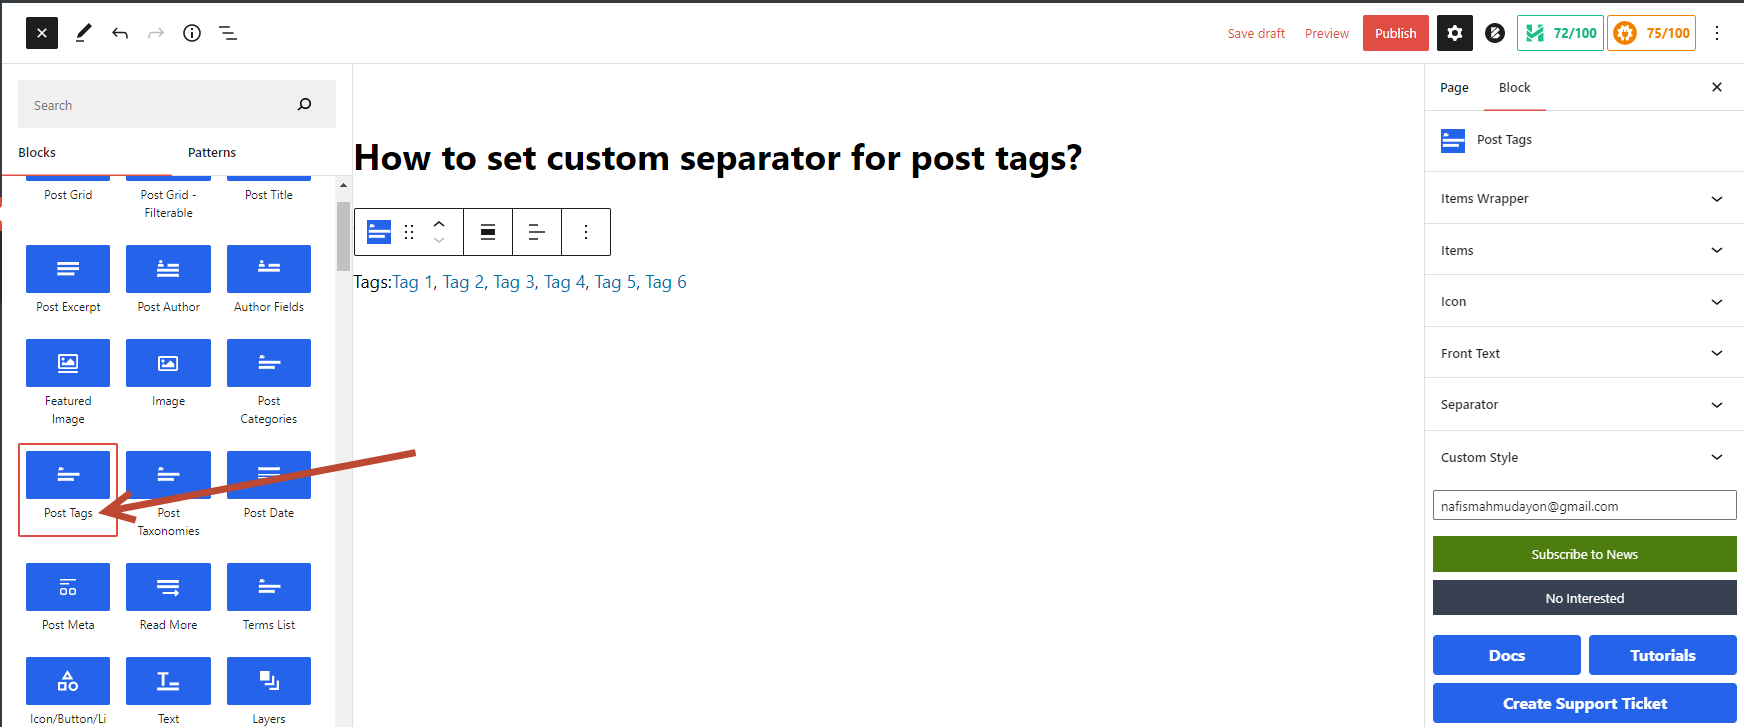 Save draft
Preview
Publish
72/100
75/100
Search
Blocks
Patterns
Post Grid
Post Grid -
Filterable
Post Title
Post Excerpt
Post Author
Author Fields
Featured
Image
Image
Post
Categories
Post Tags
Post
Taxonomies
Post Date
Post Meta
Read More
Terms List
Icon/Button/Li
Text
Layers
How to set custom separator for post tags?
Tags:Tag 1, Tag 2, Tag 3, Tag 4, Tag 5, Tag 6
Page
Block
Post Tags
Items Wrapper
Items
Icon
Front Text
Separator
Custom Style
nafismahmudayon@gmail.com
Subscribe to News
No Interested
Docs
Tutorials
Create Support Ticket